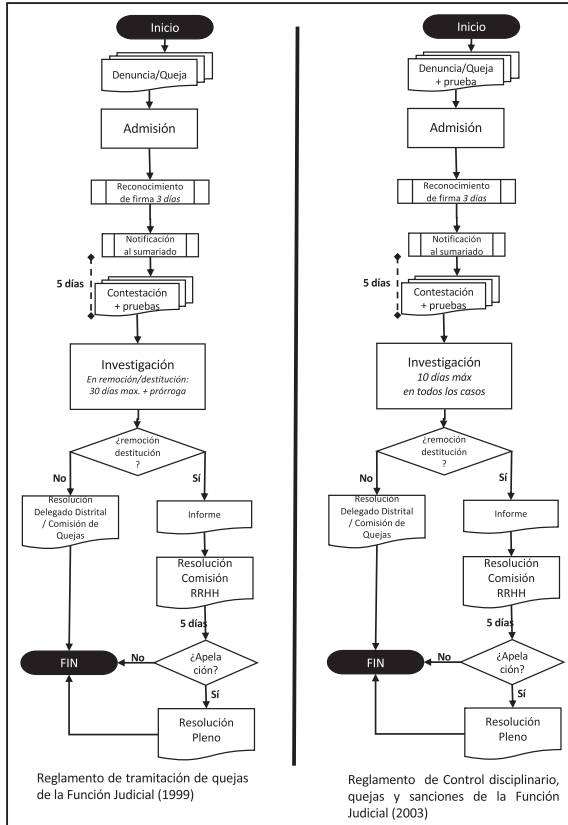 Inicio
Denuncia/Queja
Admisión
Reconocimiento
de firma 3 días
Notificación
al sumariado
5 días
Contestación
+ pruebas
Investigación
En remoción/destitución:
30 días max. + prórroga
¿remoción
destitución
?
No
Sí
Resolución
Delegado Distrital
/ Comisión de
Quejas
Informe
Resolución
Comisión
RRHH
5 días
¿Apela
ción?
No
FIN
Sí
Resolución
Pleno
Reglamento de tramitación de quejas
de la Función Judicial (1999)
Inicio
Denuncia/Queja
+ prueba
Admisión
Reconocimiento
de firma 3 días
Notificación
al sumariado
5 días
Contestación
+ pruebas
Investigación
10 días máx
en todos los casos
¿remoción
destitución
?
No
Sí
Resolución
Delegado Distrital
/ Comisión de
Quejas
Informe
Resolución
Comisión
RRHH
5 días
¿Apela
ción?
No
FIN
Sí
Resolución
Pleno
Reglamento de Control disciplinario,
quejas y sanciones de la Función
Judicial (2003)